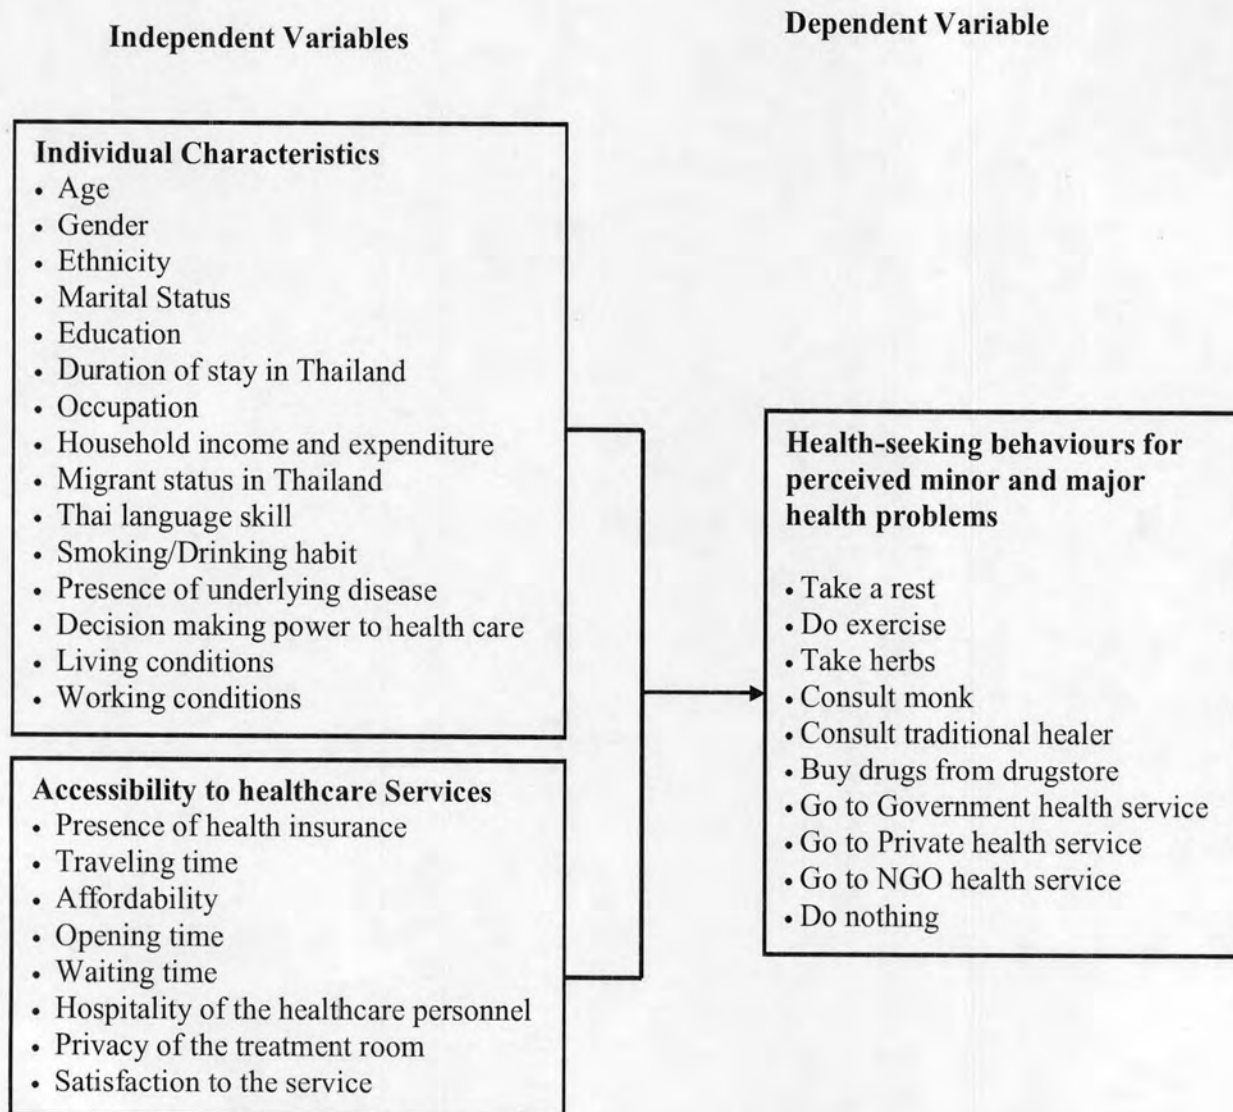 Independent Variables
Dependent Variable
Individual Characteristics
• Age
• Gender
• Ethnicity
• Marital Status
• Education
• Duration of stay in Thailand
• Occupation
• Household income and expenditure
• Migrant status in Thailand
• Thai language skill
• Smoking/Drinking habit
• Presence of underlying disease
• Decision making power to health care
• Living conditions
• Working conditions
Accessibility to healthcare Services
• Presence of health insurance
• Traveling time
• Affordability
• Opening time
• Waiting time
• Hospitality of the healthcare personnel
• Privacy of the treatment room
• Satisfaction to the service
Health-seeking behaviours for
perceived minor and major
health problems
• Take a rest
• Do exercise
• Take herbs
• Consult monk
• Consult traditional healer
• Buy drugs from drugstore
• Go to Government health service
• Go to Private health service
• Go to NGO health service
• Do nothing